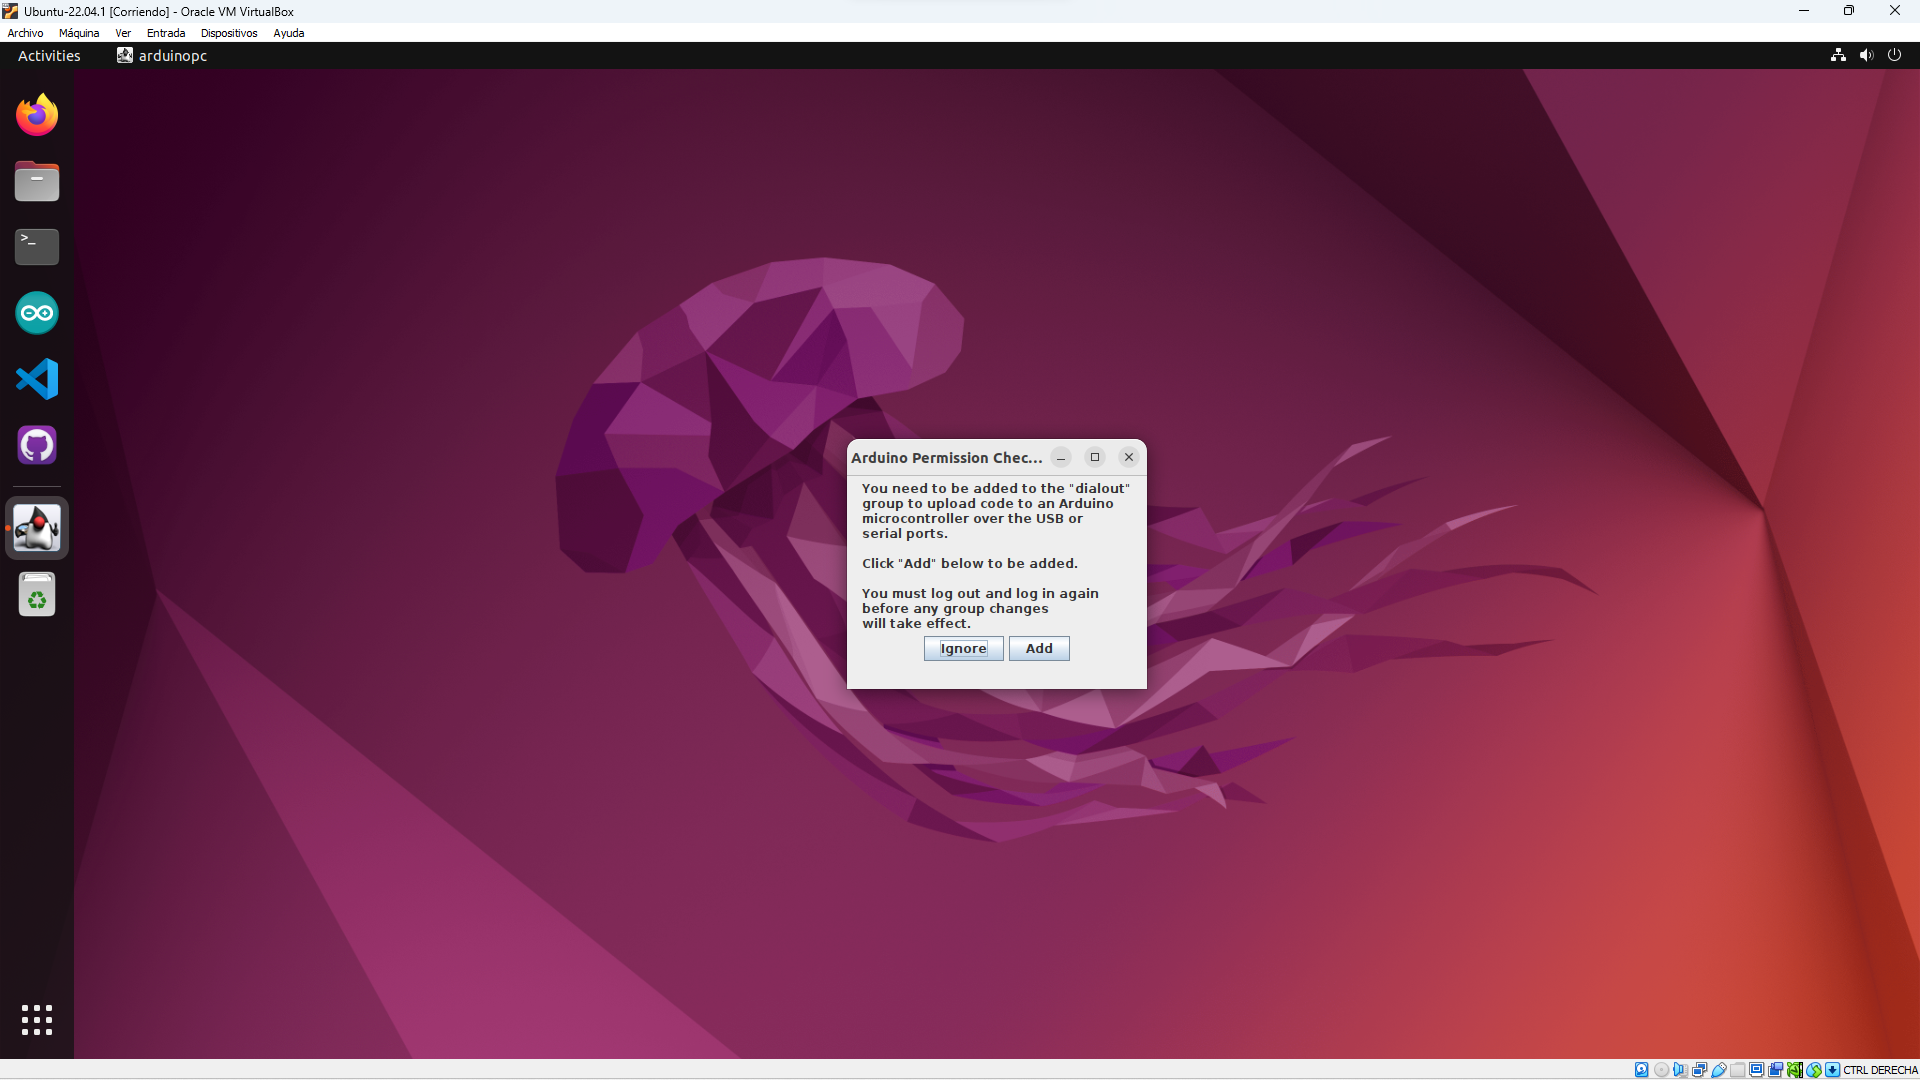 Ubuntu-22.04.1 [Corriendo] - Oracle VM VirtualBox
Archivo Máquina Ver Entrada Dispositivos Ayuda
Activities arduinopc
>_
Arduino Permission Chec...
You need to be added to the "dialout"
group to upload code to an Arduino
microcontroller over the USB or
serial ports.
Click "Add" below to be added.
You must log out and log in again
before any group changes
will take effect.
Ignore Add
CTRL DERECHA